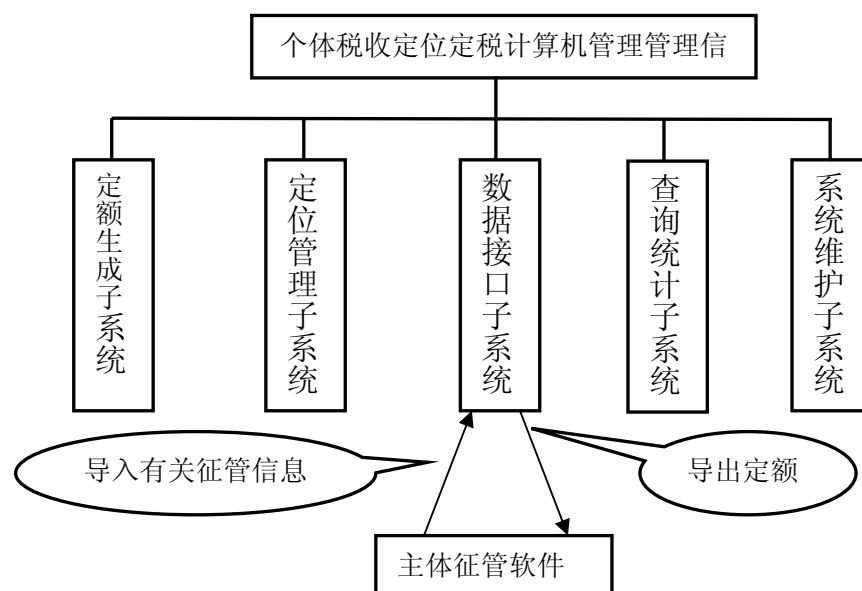 个体税收定位定税计算机管理管理信
定额生成子系统
定位管理子系统
数据接口子系统
查询统计子系统
系统维护子系统
导入有关征管信息
导出定额
主体征管软件